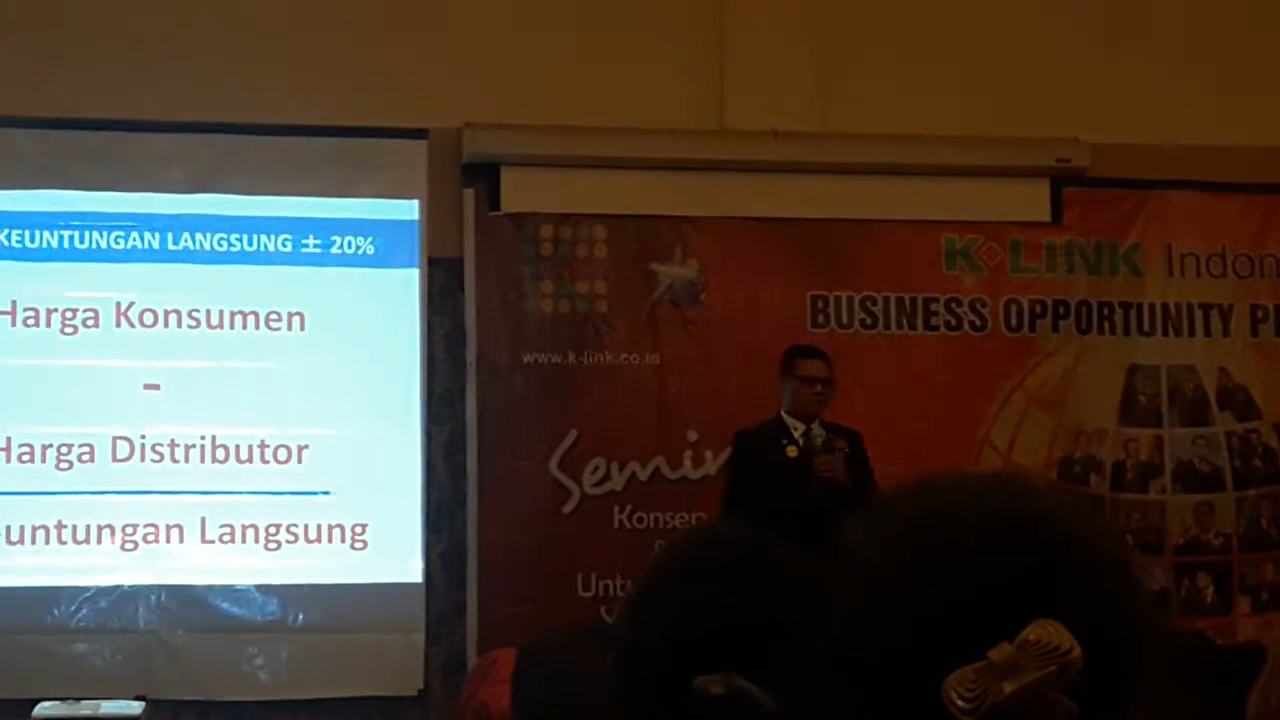 KEUNTUNGAN LANGSUNG ± 20%
Harga Konsumen
-
Harga Distributor
untungan Langsung
K-LINK Indon
BUSINESS OPPORTUNITY
www.k-link.co.id
Semin
Konsep
Untu